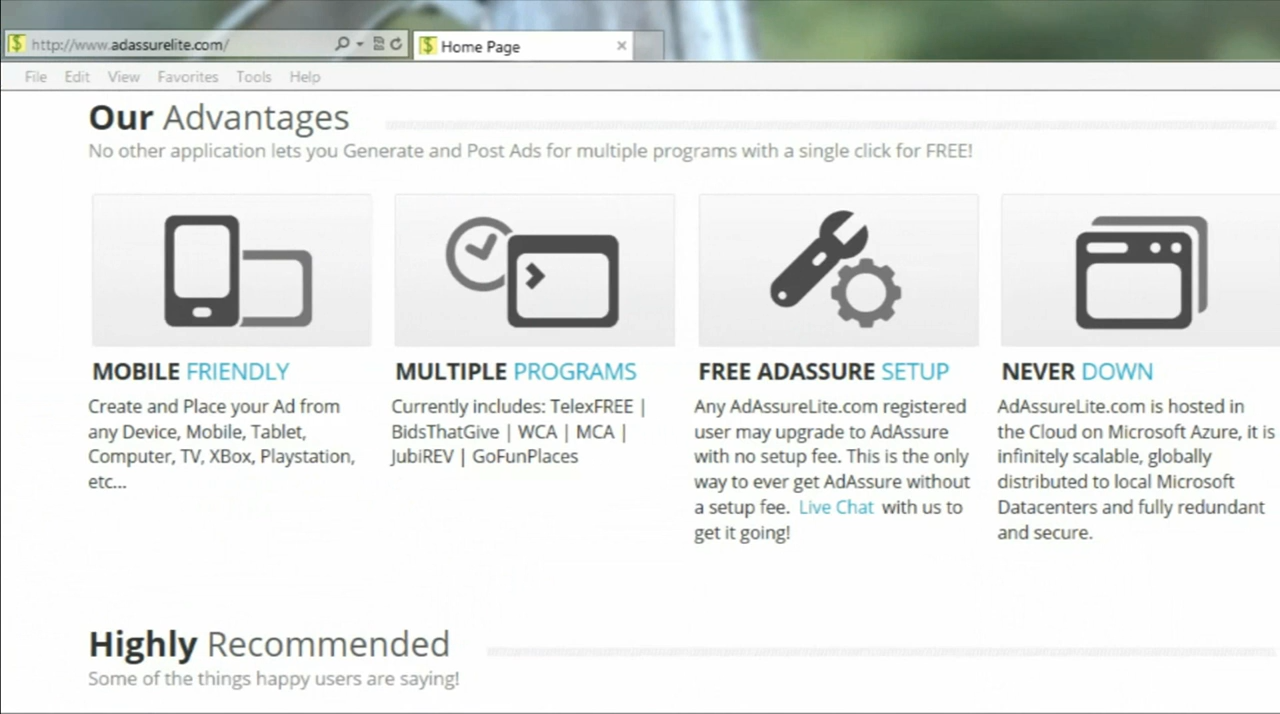 http://www.adassurelite.com/
Home Page
File Edit View Favorites Tools Help
Our Advantages
No other application lets you Generate and Post Ads for multiple programs with a single click for FREE!
MOBILE FRIENDLY
Create and Place your Ad from
any Device, Mobile, Tablet,
Computer, TV, XBox, Playstation,
etc...
MULTIPLE PROGRAMS
Currently includes: TelexFREE |
BidsThatGive | WCA | MCA |
JubiREV | GoFunPlaces
FREE ADASSURE SETUP
Any AdAssureLite.com registered
user may upgrade to AdAssure
with no setup fee. This is the only
way to ever get AdAssure without
a setup fee. Live Chat with us to
get it going!
NEVER DOWN
AdAssureLite.com is hosted in
the Cloud on Microsoft Azure, it is
infinitely scalable, globally
distributed to local Microsoft
Datacenters and fully redundant
and secure.
Highly Recommended
Some of the things happy users are saying!